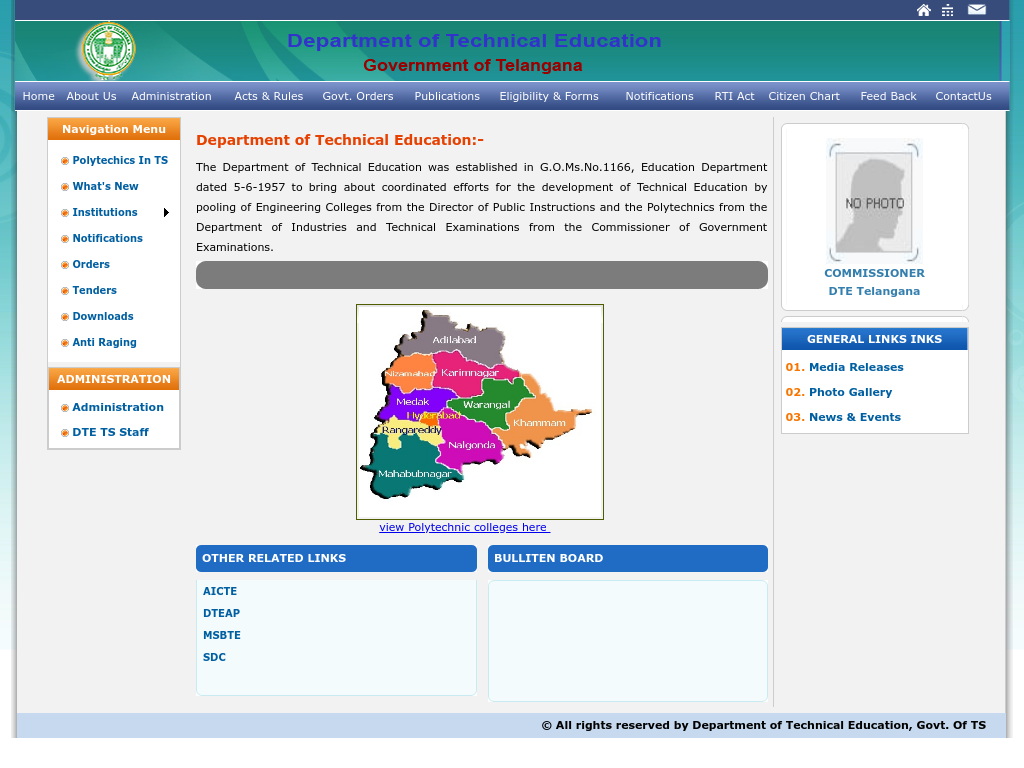 Department of Technical Education
Government of Telangana
Home About Us Administration Acts & Rules Govt. Orders Publications Eligibility & Forms Notifications RTI Act Citizen Chart Feed Back ContactUs
Navigation Menu
Polytechics In TS
What's New
Institutions
Notifications
Orders
Tenders
Downloads
Anti Raging
ADMINISTRATION
Administration
DTE TS Staff
Department of Technical Education:-
The Department of Technical Education was established in G.O.Ms.No.1166, Education Department
dated 5-6-1957 to bring about coordinated efforts for the development of Technical Education by
pooling of Engineering Colleges from the Director of Public Instructions and the Polytechnics from the
Department of Industries and Technical Examinations from the Commissioner of Government
Examinations.
Adilabad
Nizamabad
Karimnagar
Medak
Warangal
Hyderabad
Khammam
Rangareddy
Nalgonda
Mahabubnagar
view Polytechnic colleges here
OTHER RELATED LINKS
AICTE
DTEAP
MSBTE
SDC
BULLITEN BOARD
NO PHOTO
COMMISSIONER
DTE Telangana
GENERAL LINKS INKS
01. Media Releases
02. Photo Gallery
03. News & Events
© All rights reserved by Department of Technical Education, Govt. Of TS